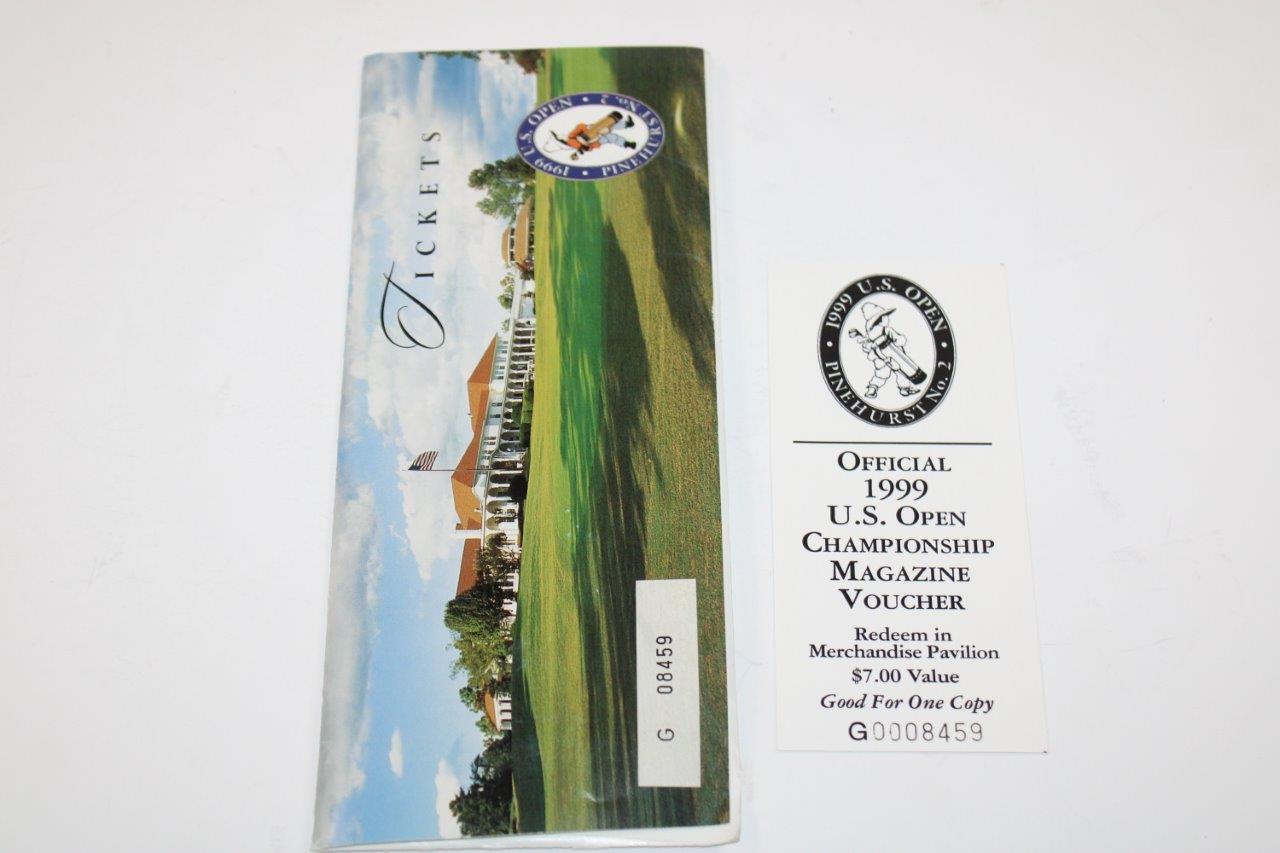 TICKETS
1999 U.S. OPEN • PINEHURST No. 2 •
G 08459
1999 U.S. OPEN • PINEHURST No. 2 •
OFFICIAL
1999
U.S. OPEN
CHAMPIONSHIP
MAGAZINE
VOUCHER
Redeem in
Merchandise Pavilion
$7.00 Value
Good For One Copy
G0008459